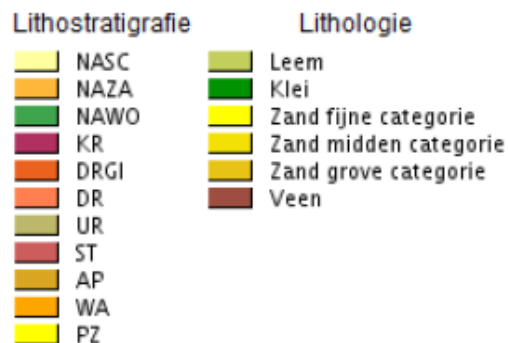 Lithostratigrafie
NASC
NAZA
NAWO
KR
DRGI
DR
UR
ST
AP
WA
PZ
Lithologie
Leem
Klei
Zand fijne categorie
Zand midden categorie
Zand grove categorie
Veen